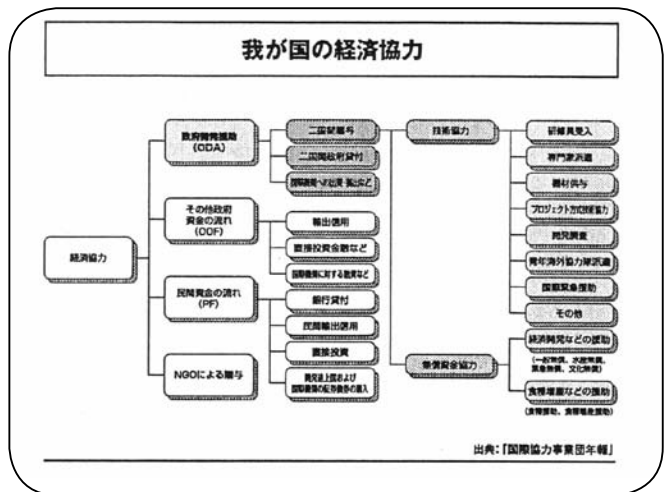 我が国の経済協力
経済協力
政府開発援助
(ODA)
その他政府
資金の流れ
(OOF)
民間資金の流れ
(PF)
NGOによる贈与
二国間贈与
二国間政府貸付
国際機関への出資・拠出など
輸出信用
直接投資金融など
国際機関に対する融資など
銀行貸付
民間輸出信用
直接投資
開発途上国および
国際機関の証券債券の購入
技術協力
無償資金協力
研修員受入
専門家派遣
機材供与
プロジェクト方式技術協力
開発調査
青年海外協力隊派遣
国際緊急援助
その他
経済開発などの援助
(一般無償、水産無償、
緊急無償、文化無償)
食糧増産などの援助
(食糧援助、食糧増産援助)
出典:「国際協力事業団年報」